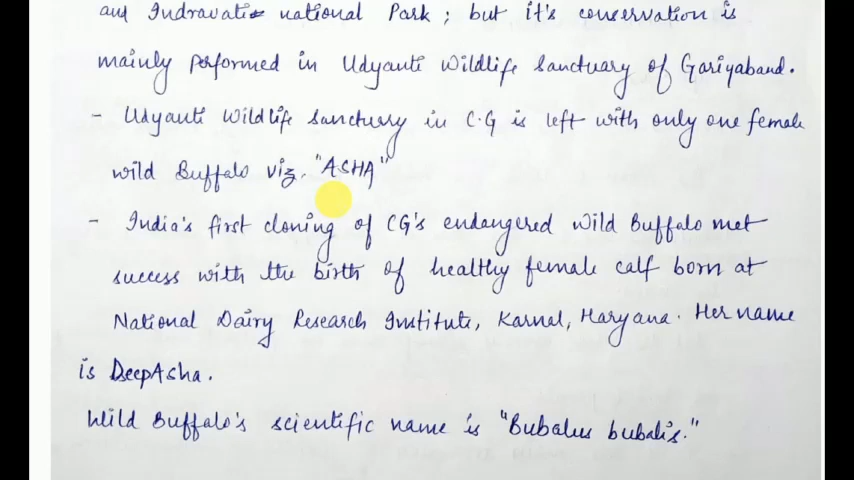 and Indravati national Park ; but it's conservation is
mainly performed in Udyanti Wildlife Sanctuary of Gariyaband.
- Udyanti Wildlife Sanctuary in C.G is left with only one female
wild Buffalo viz. "ASHA"
- India's first cloning of CG's endangered Wild Buffalo met
success with the birth of healthy female calf born at
National Dairy Research Institute, Karnal, Haryana. Her name
is DeepAsha.
Wild Buffalo's scientific name is "Bubalus bubalis."